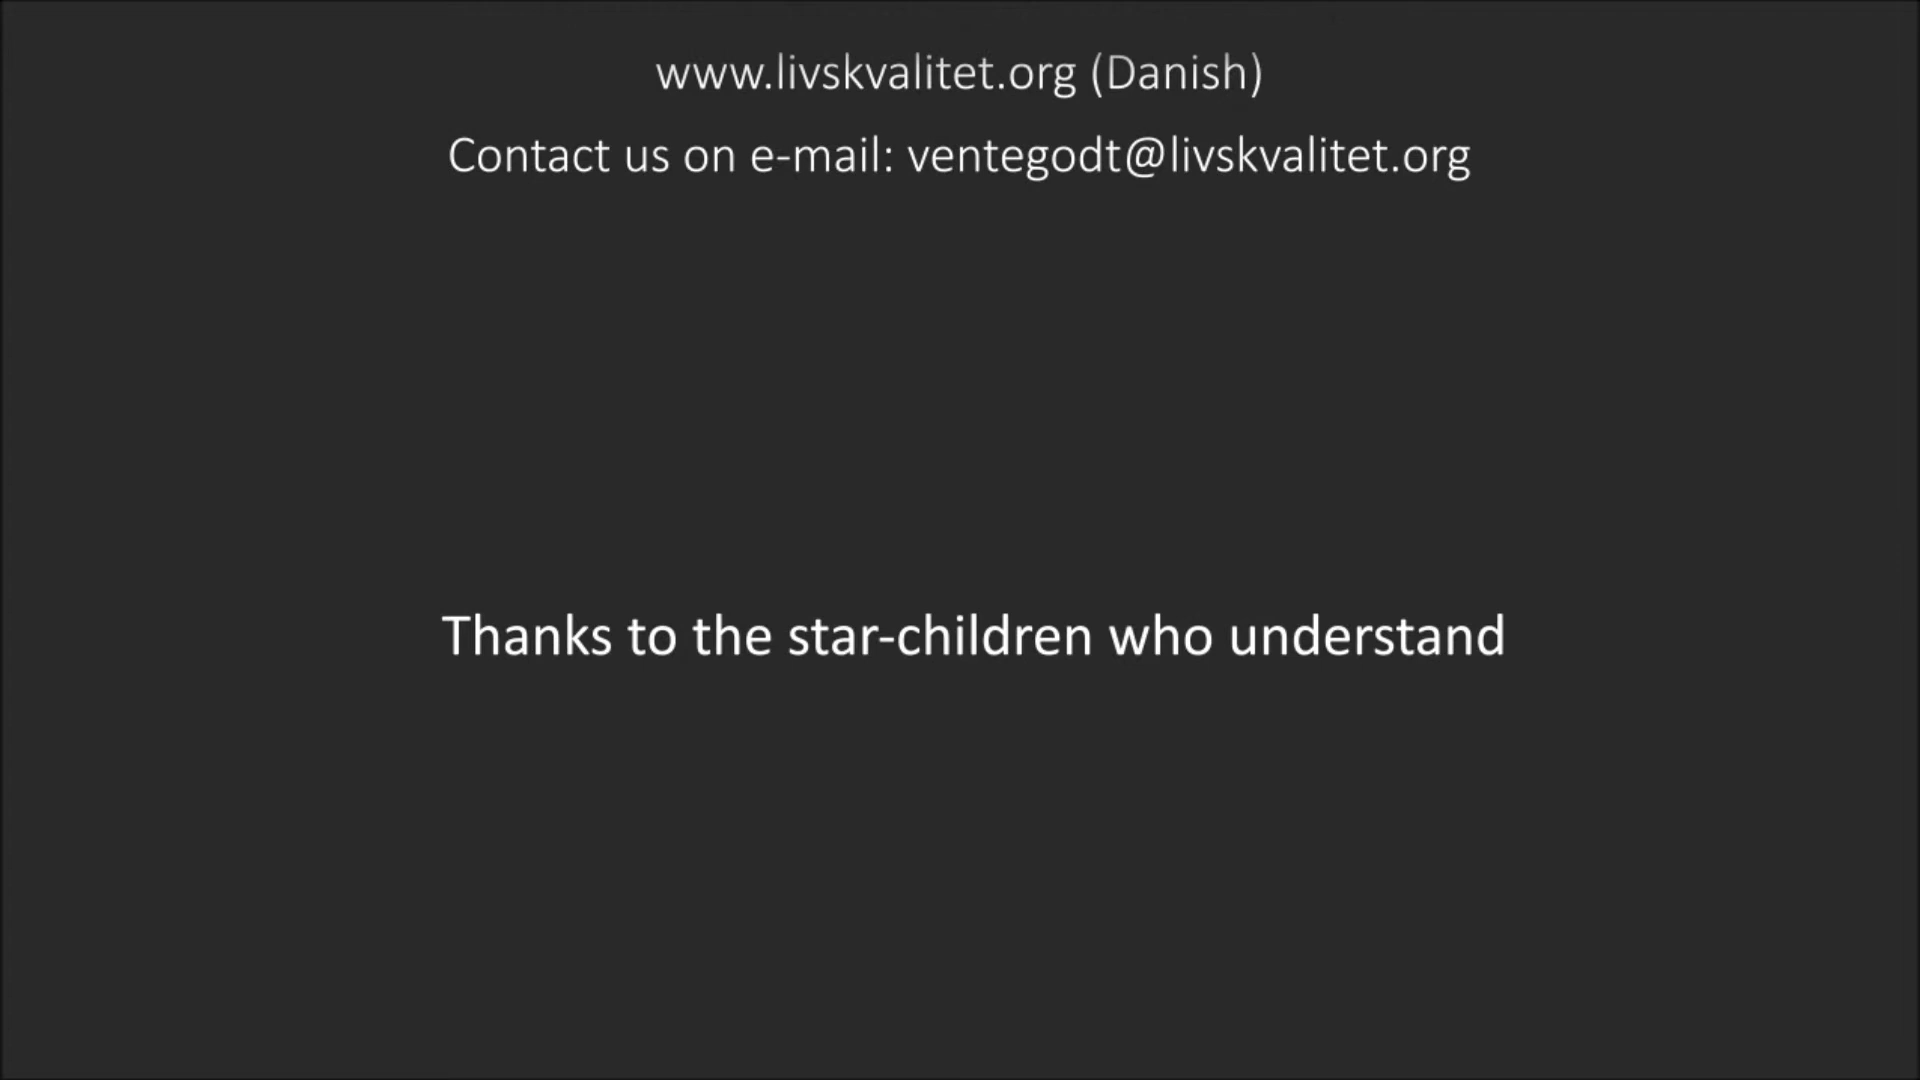 www.livskvalitet.org (Danish)
Contact us on e-mail: ventegodt@livskvalitet.org
Thanks to the star-children who understand